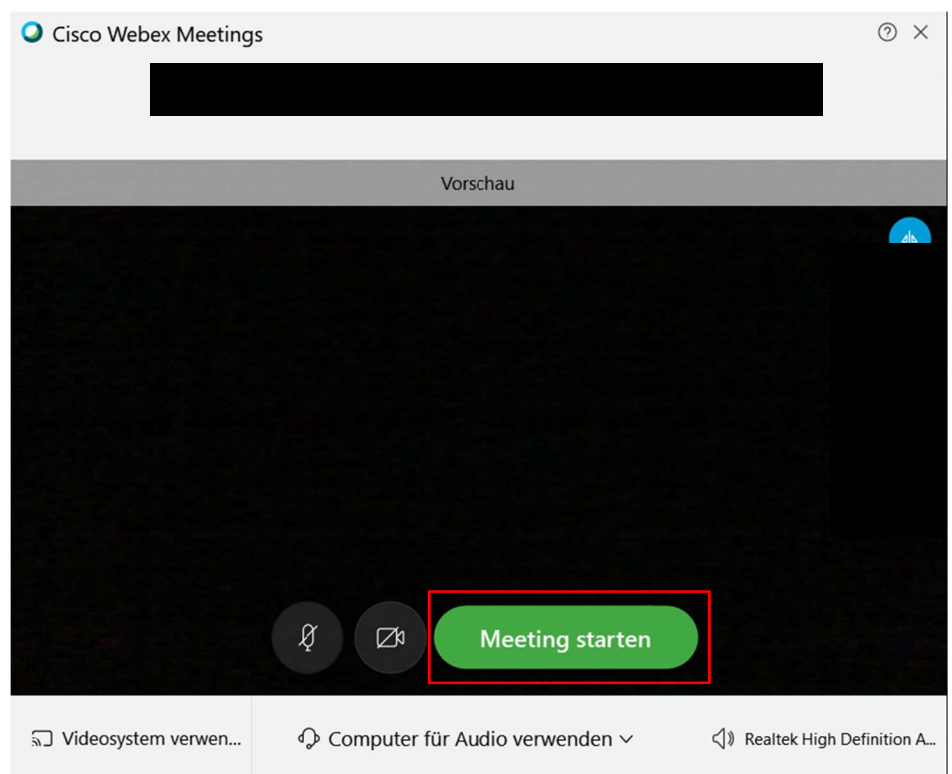 Cisco Webex Meetings
Vorschau
Meeting starten
Videosystem verwen...
Computer für Audio verwenden
Realtek High Definition A...